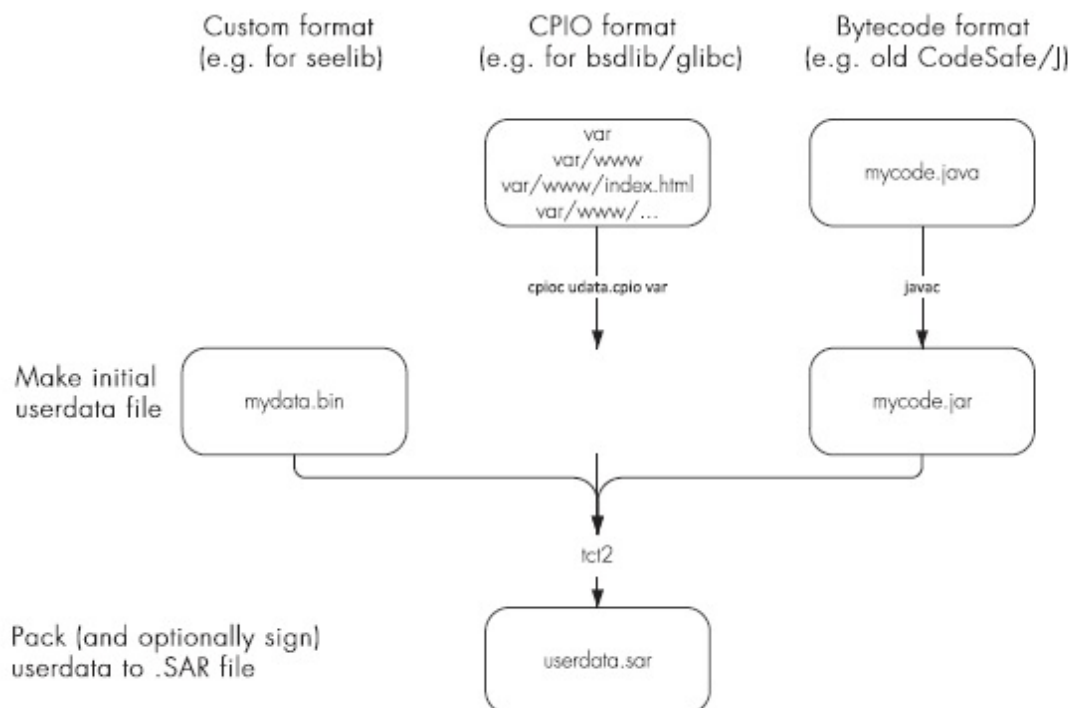 Custom format
(e.g. for seelib)
CPIO format
(e.g. for bsdlib/glibc)
Bytecode format
(e.g. old CodeSafe/J)
var
var/www
var/www/index.html
var/www/...
mycode.java
cpioc udata.cpio var
javac
Make initial
userdata file
mydata.bin
mycode.jar
tct2
Pack (and optionally sign)
userdata to .SAR file
userdata.sar